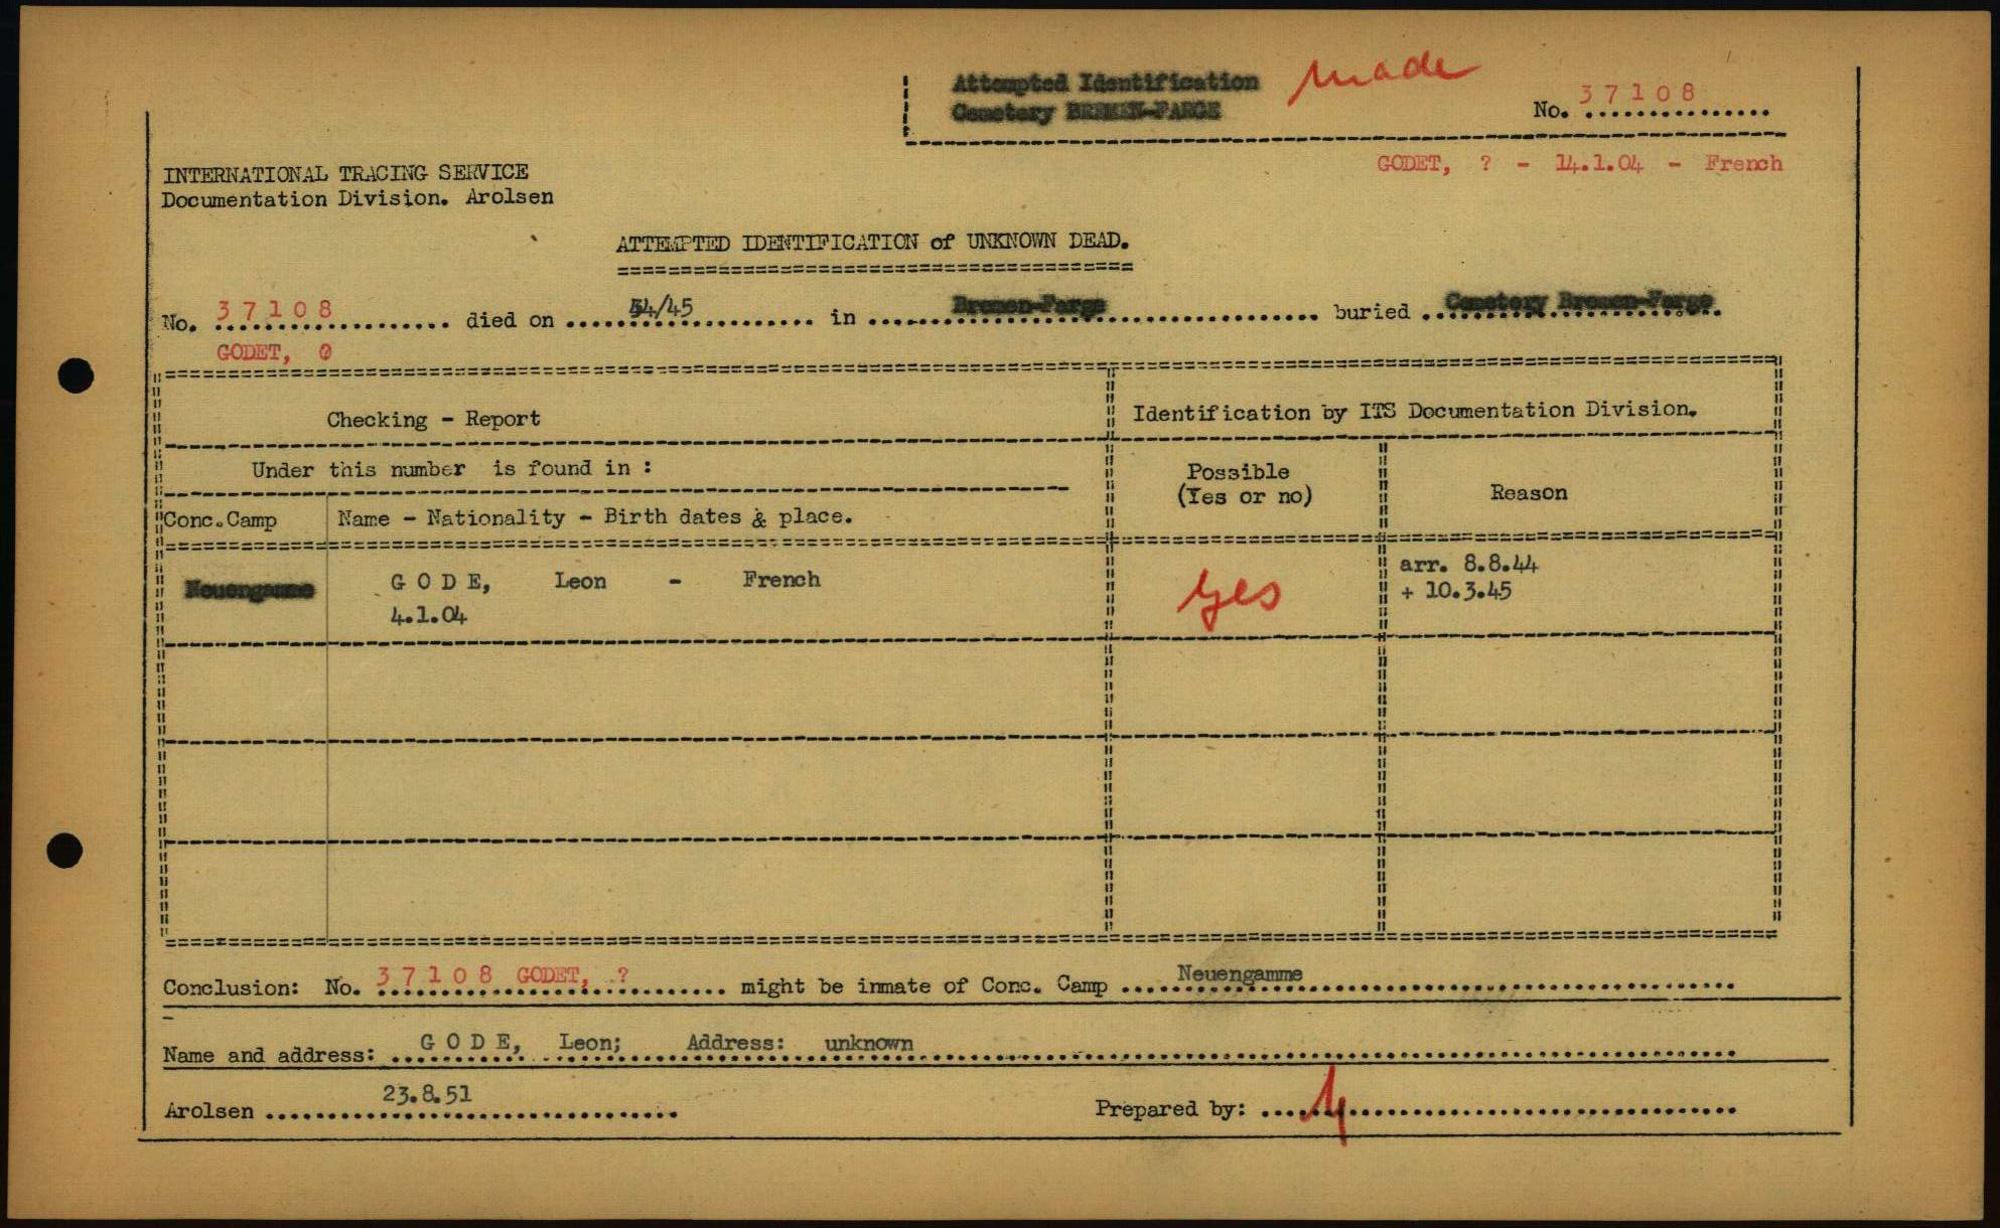 Attempted Identification
Cemetery BREMEN-FARGE
made
No. 37108
GODET, ? - 14.1.04 - French
INTERNATIONAL TRACING SERVICE
Documentation Division. Arolsen
ATTEMPTED IDENTIFICATION of UNKNOWN DEAD.
No. 37108 died on 44/45 in Bremen-Farge buried Cemetery Bremen-Farge
GODET,
Checking - Report
Identification by ITS Documentation Division.
Under this number is found in :
Possible
(Yes or no)
Reason
Conc.Camp
Name - Nationality - Birth dates & place.
Neuengamme
GODE, Leon - French
4.1.04
yes
arr. 8.8.44
+ 10.3.45
Conclusion: No. 37108 GODET, ? might be inmate of Conc. Camp Neuengamme
Name and address: GODE, Leon; Address: unknown
Arolsen 23.8.51
Prepared by: